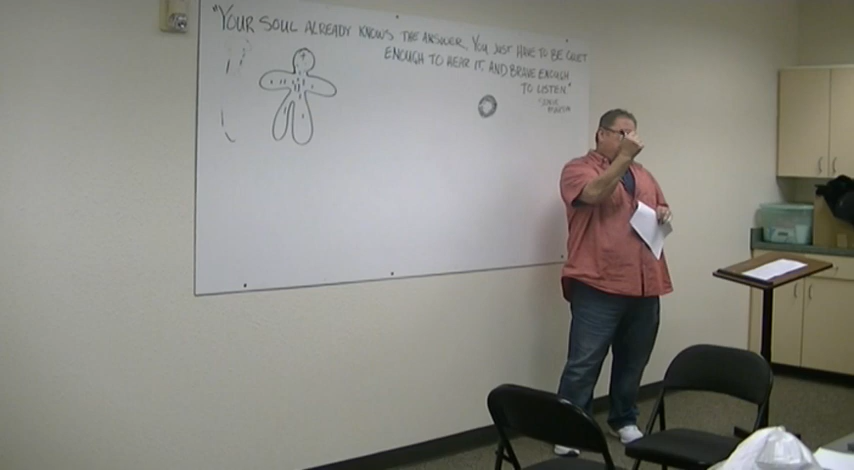 "YOUR SOUL ALREADY KNOWS THE ANSWER. YOU JUST HAVE TO BE QUIET
ENOUGH TO HEAR IT. AND BRAVE ENOUGH
TO LISTEN."